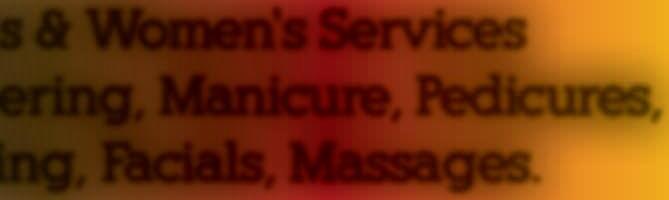 s & Women's Services
ering, Manicure, Pedicures,
ing, Facials, Massages.